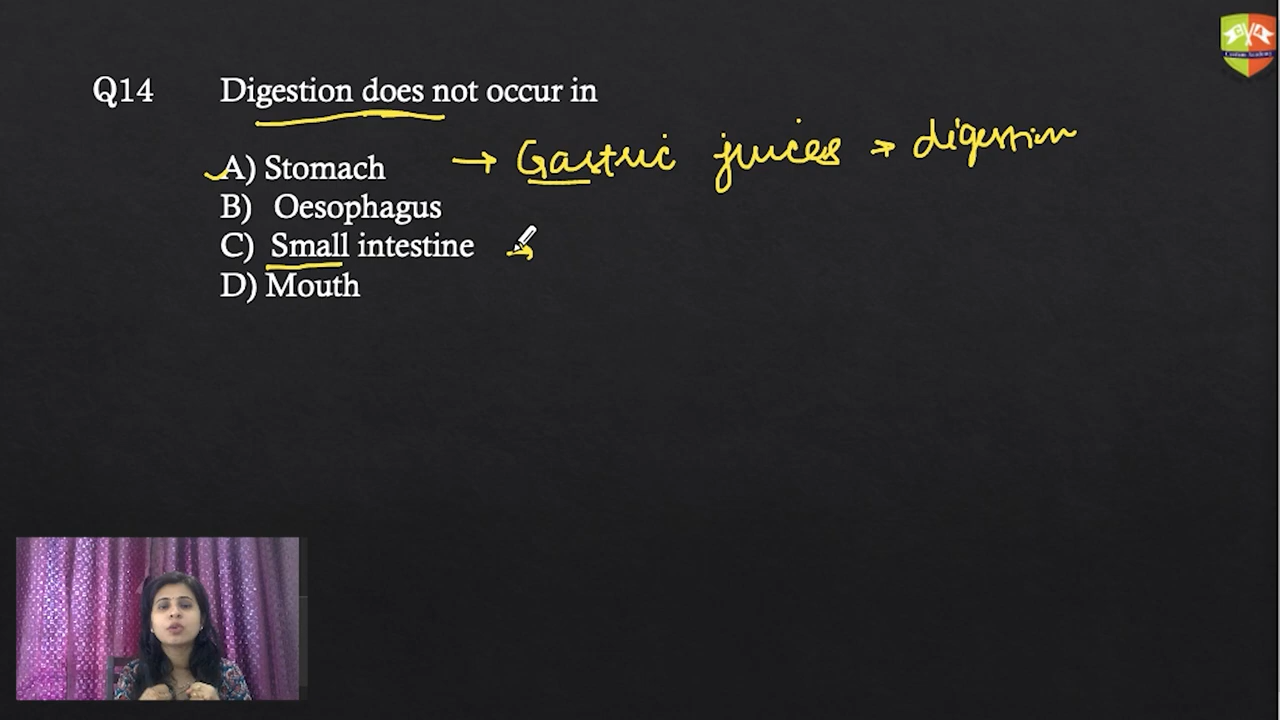 Q14 Digestion does not occur in
A) Stomach → Gastric juices → digestion
B) Oesophagus
C) Small intestine
D) Mouth